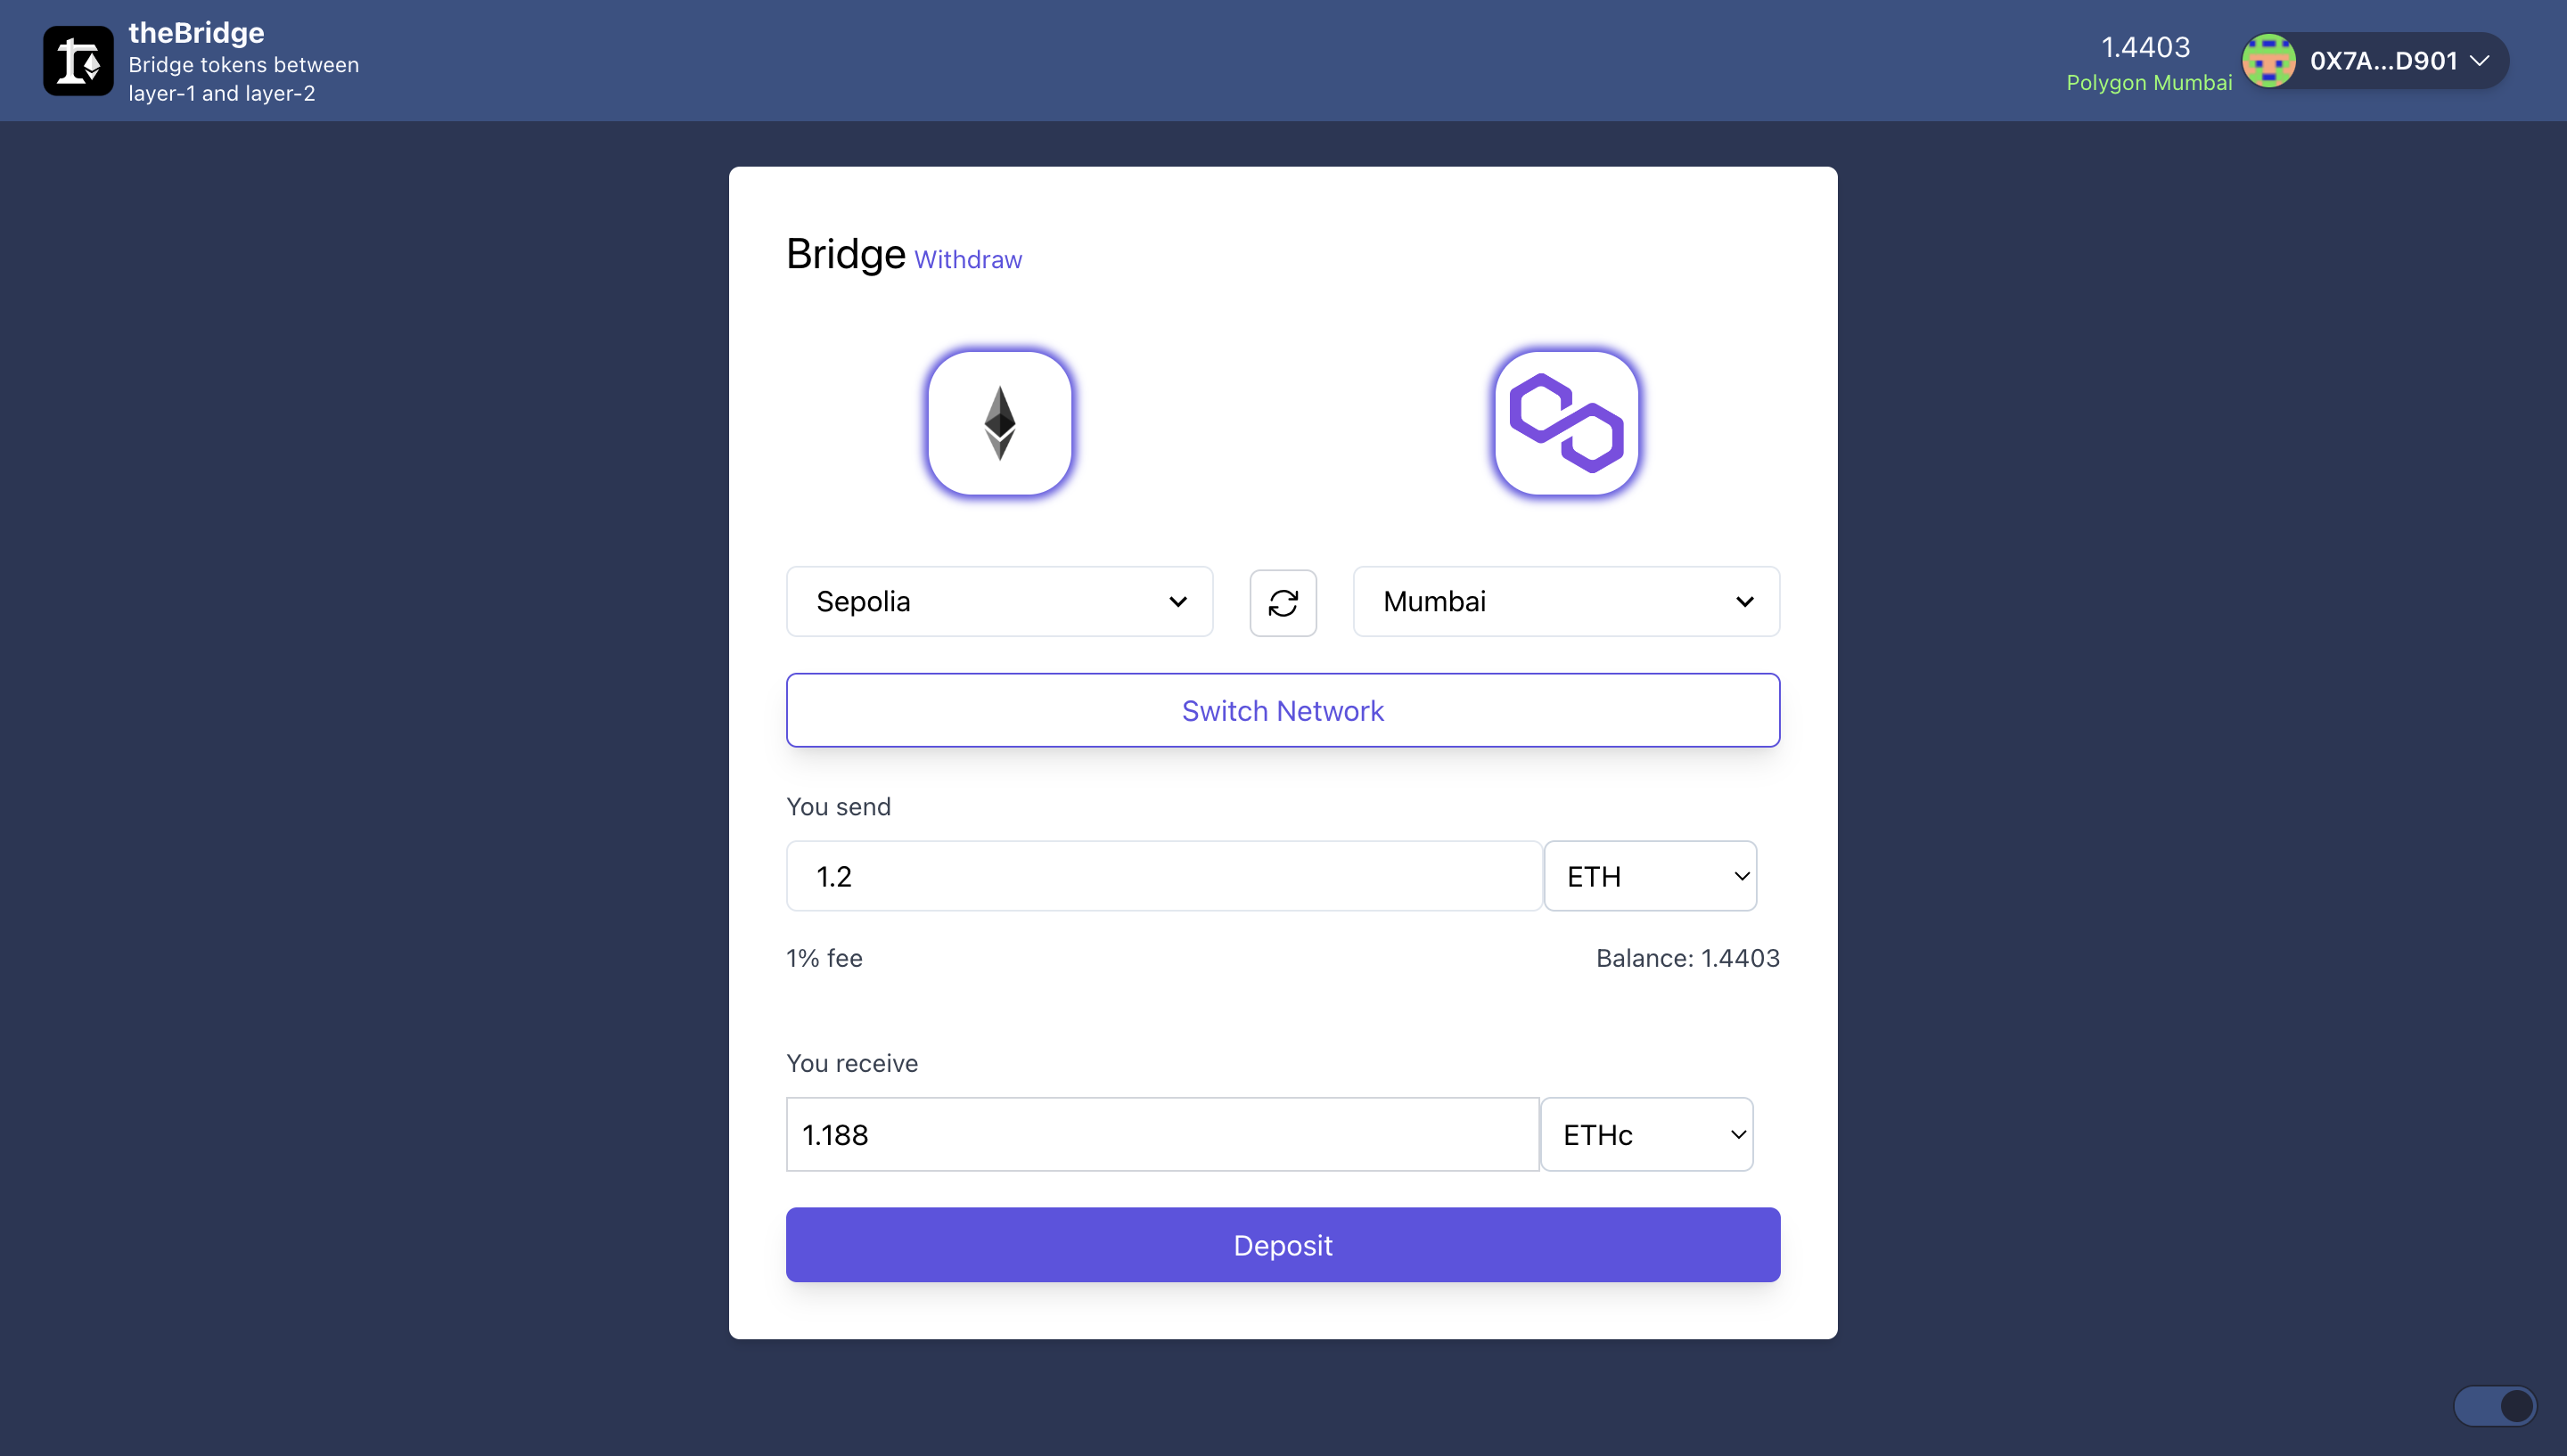 theBridge
Bridge tokens between
layer-1 and layer-2
1.4403
Polygon Mumbai
0X7A...D901
Bridge Withdraw
Sepolia
Mumbai
Switch Network
You send
1.2
ETH
1% fee
Balance: 1.4403
You receive
1.188
ETHc
Deposit